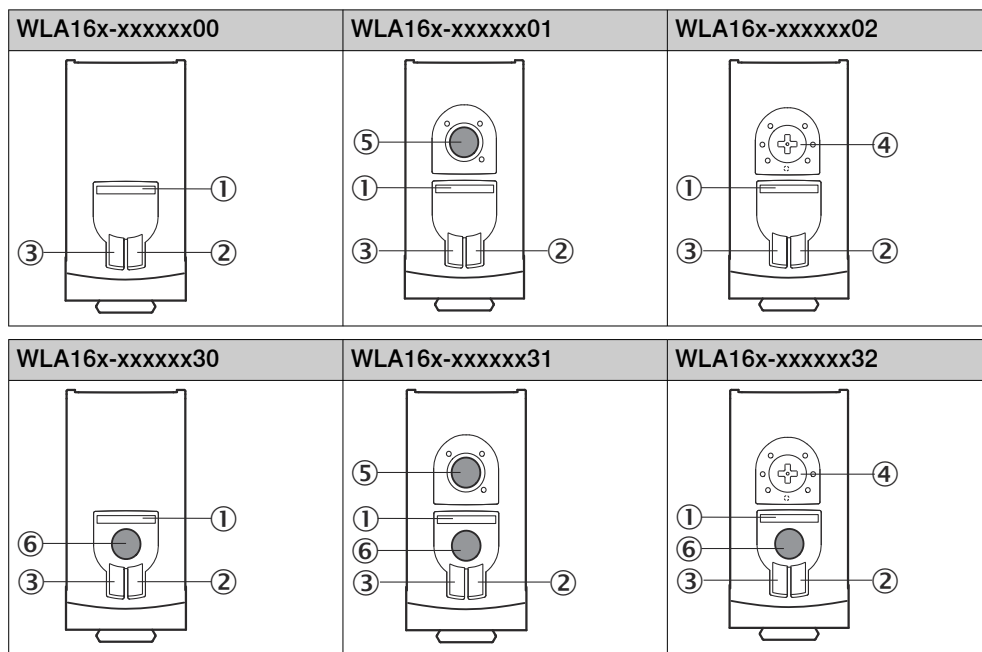 WLA16x-xxxxxx00 WLA16x-xxxxxx01 WLA16x-xxxxxx02
⑤ ④
① ① ①
③ ② ③ ② ③ ②
WLA16x-xxxxxx30 WLA16x-xxxxxx31 WLA16x-xxxxxx32
⑤ ④
① ① ①
⑥ ⑥ ⑥
③ ② ③ ② ③ ②